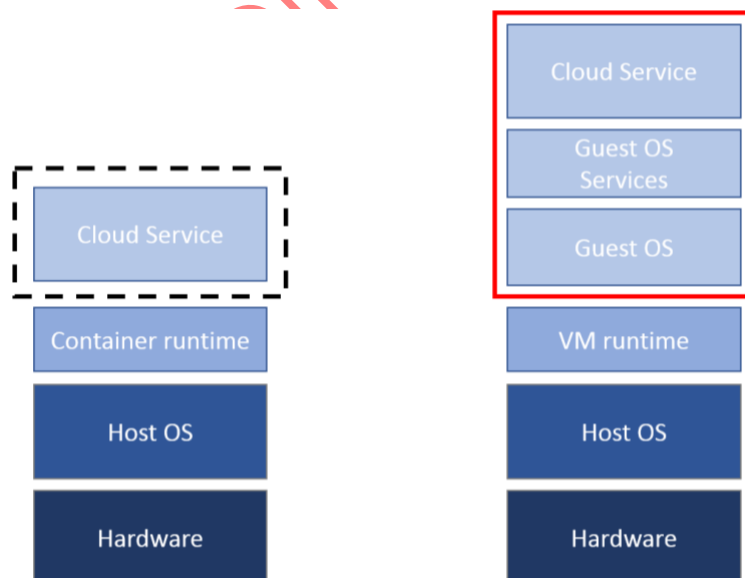 Cloud Service
Container runtime
Host OS
Hardware
Cloud Service
Guest OS
Services
Guest OS
VM runtime
Host OS
Hardware